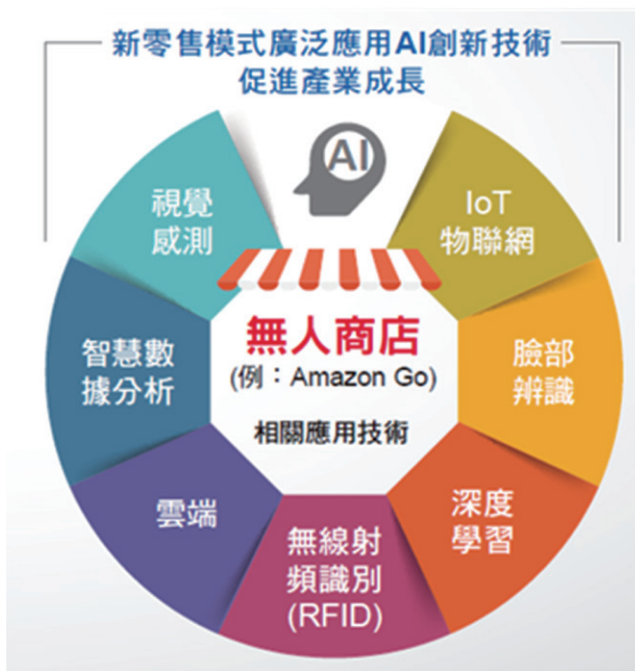 新零售模式廣泛應用AI創新技術
促進產業成長
AI
IoT
物聯網
臉部
辨識
深度
學習
無線射
頻識別
(RFID)
雲端
智慧數
據分析
視覺
感測
無人商店
(例：Amazon Go)
相關應用技術